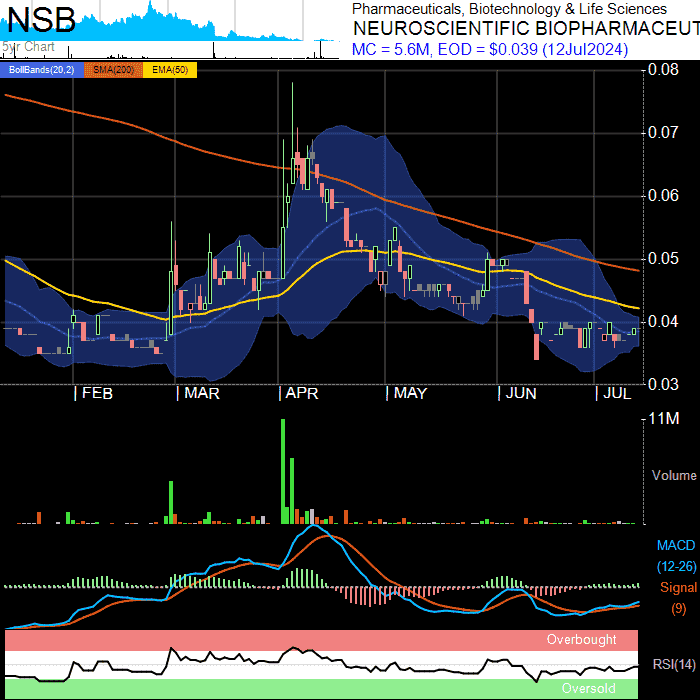 NSB
5yr Chart
Pharmaceuticals, Biotechnology & Life Sciences
NEUROSCIENTIFIC BIOPHARMACEUT
MC = 5.6M, EOD = $0.039 (12Jul2024)
BollBands(20,2) SMA(200) EMA(50)
0.08
0.07
0.06
0.05
0.04
0.03
| FEB | MAR | APR | MAY | JUN | JUL
11M
Volume
MACD
(12-26)
Signal
(9)
Overbought
RSI(14)
Oversold